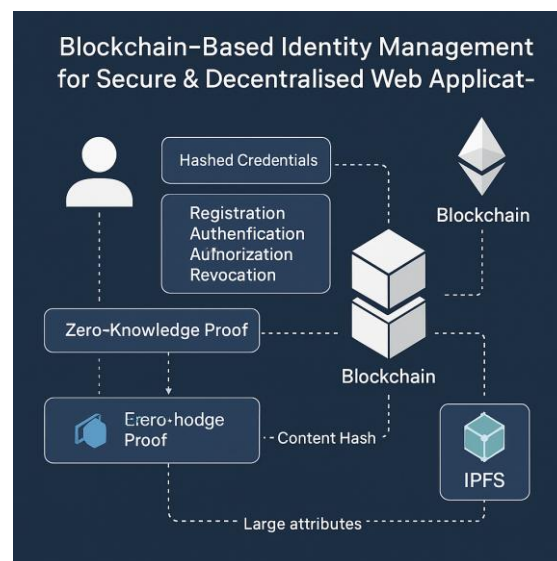 Blockchain-Based Identity Management
for Secure & Decentralised Web Applicat-
Hashed Credentials
Blockchain
Registration
Authenfication
Aufnorization
Revocation
Zero-Knowledge Proof
Blockchain
Erero‑hodge
Proof
Content Hash
IPFS
Large attributes